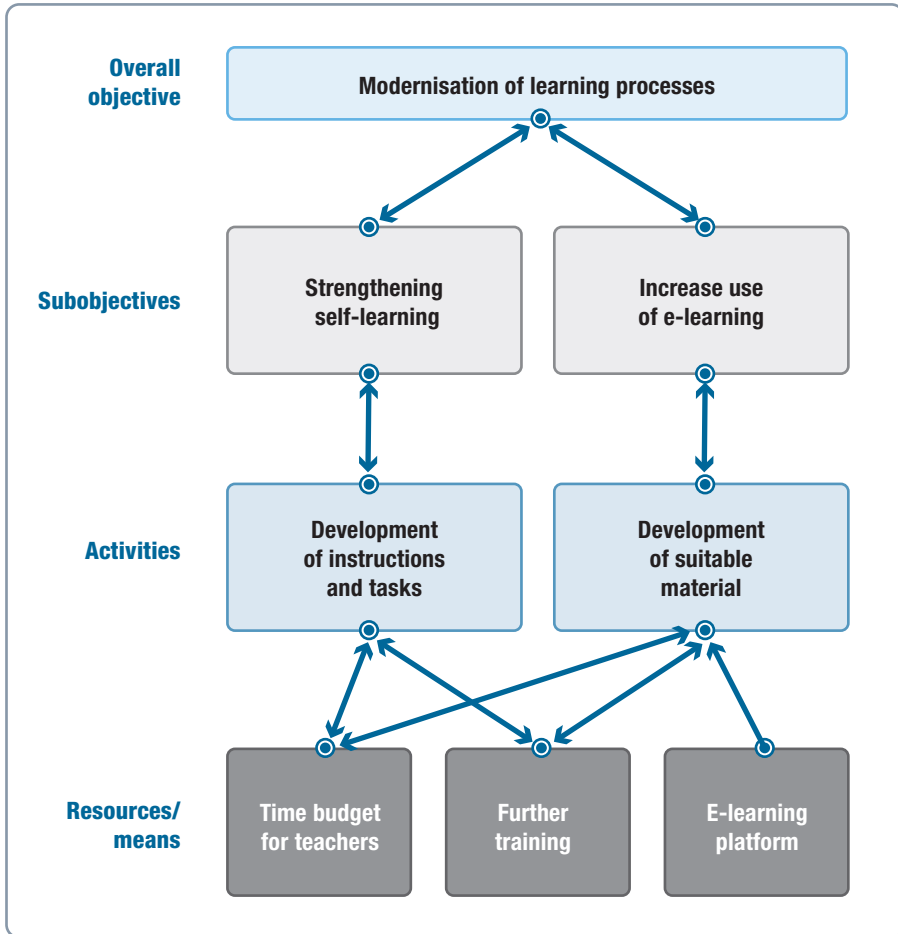 Overall
objective
Modernisation of learning processes
Subobjectives
Strengthening
self-learning
Increase use
of e-learning
Activities
Development
of instructions
and tasks
Development
of suitable
material
Resources/
means
Time budget
for teachers
Further
training
E-learning
platform